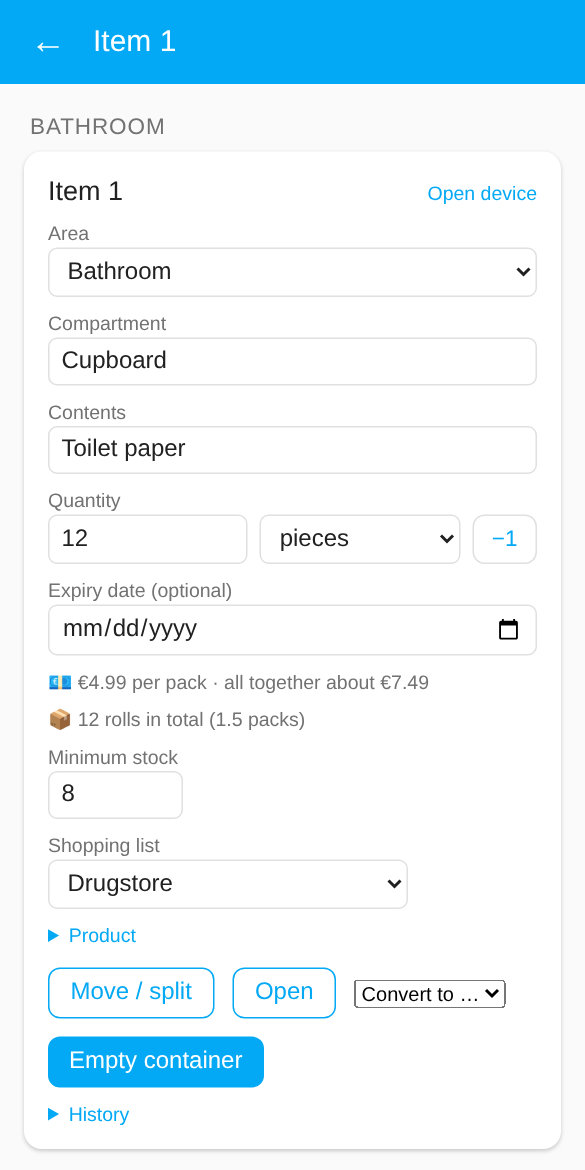 ← Item 1
BATHROOM
Item 1 Open device
Area
Bathroom
Compartment
Cupboard
Contents
Toilet paper
Quantity
12 pieces −1
Expiry date (optional)
mm/dd/yyyy
💶 €4.99 per pack · all together about €7.49
📦 12 rolls in total (1.5 packs)
Minimum stock
8
Shopping list
Drugstore
▶ Product
Move / split Open Convert to …
Empty container
▶ History